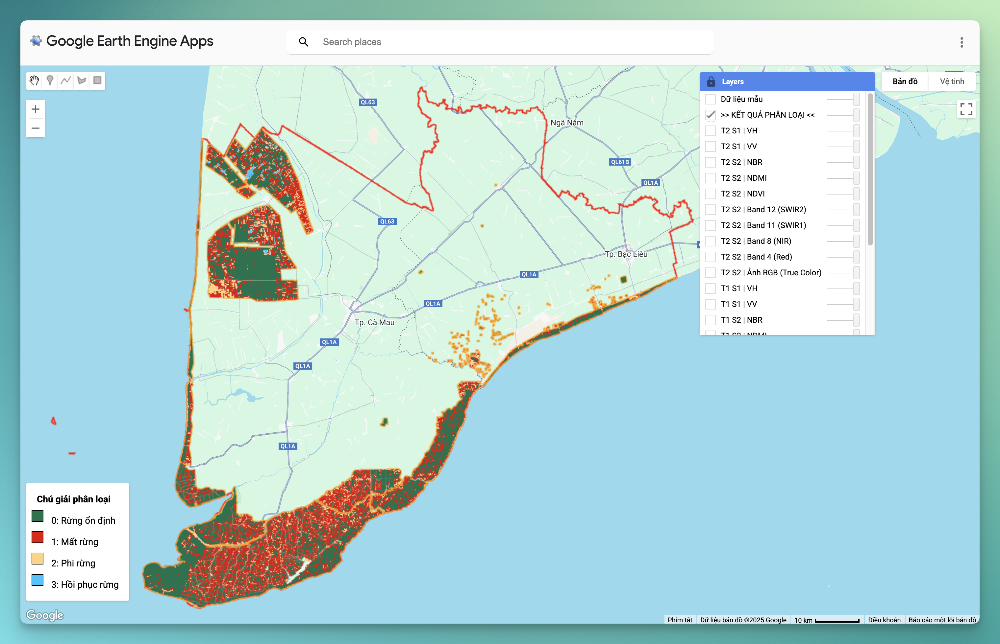 Google Earth Engine Apps
Search places
Layers
Bản đồ
Vệ tinh
Dữ liệu mẫu
>> KẾT QUẢ PHÂN LOẠI <<
T2 S1 | VH
T2 S1 | VV
T2 S2 | NBR
T2 S2 | NDMI
T2 S2 | NDVI
T2 S2 | Band 12 (SWIR2)
T2 S2 | Band 11 (SWIR1)
T2 S2 | Band 8 (NIR)
T2 S2 | Band 4 (Red)
T2 S2 | Ảnh RGB (True Color)
T1 S1 | VH
T1 S1 | VV
T1 S2 | NBR
T1 S2 | NDMI
QL63
Ngã Năm
QL61B
QL1A
QL63
Tp. Bạc Liêu
QL1A
QL1A
Tp. Cà Mau
QL1A
QL1A
QL1A
Chú giải phân loại
0: Rừng ổn định
1: Mất rừng
2: Phi rừng
3: Hồi phục rừng
Google
Phím tắt
Dữ liệu bản đồ ©2025 Google
10 km
Điều khoản
Báo cáo một lỗi bản đồ